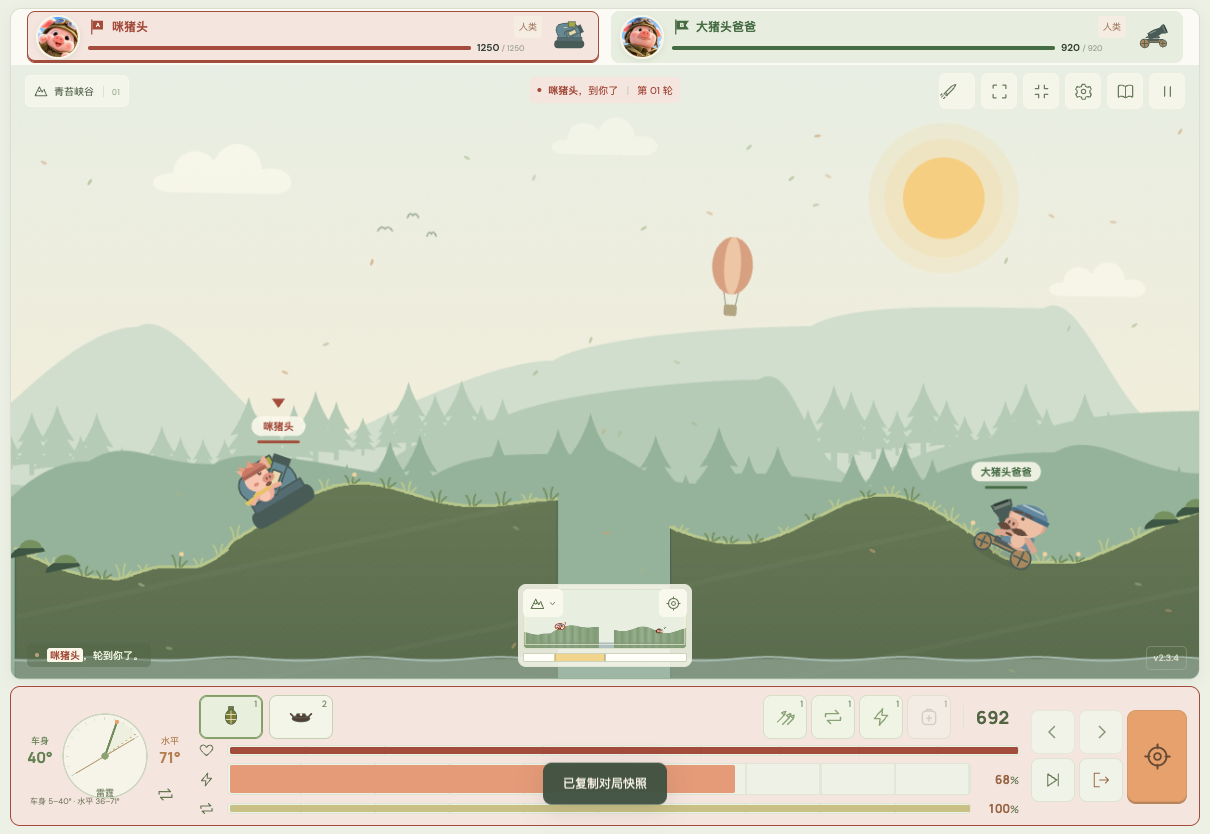 咪猪头
人类
1250 / 1250
大猪头爸爸
人类
920 / 920
青苔峡谷 01
咪猪头，到你了 第 01 轮
咪猪头
大猪头爸爸
咪猪头，轮到你了。
v2.3.4
车身
40°
水平
71°
雷霆
车身 5–40° · 水平 36–71°
1
2
1
1
1
1
692
68%
100%
已复制对局快照